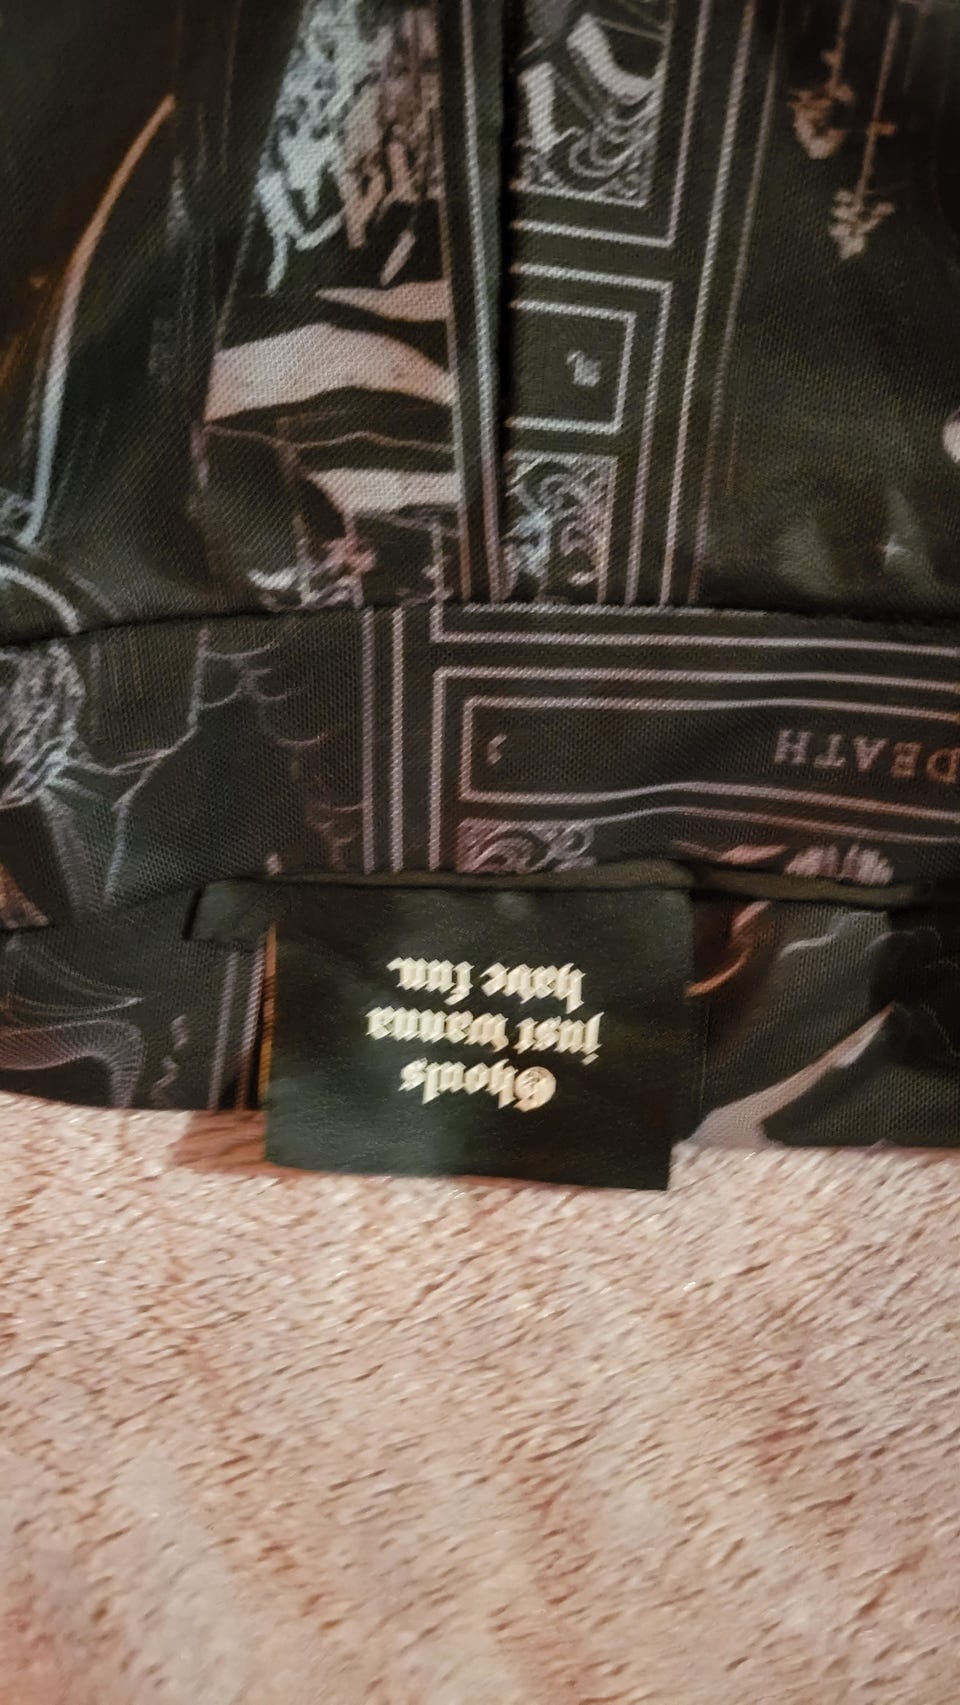 DEATH
Ghouls
just wanna
have fun.